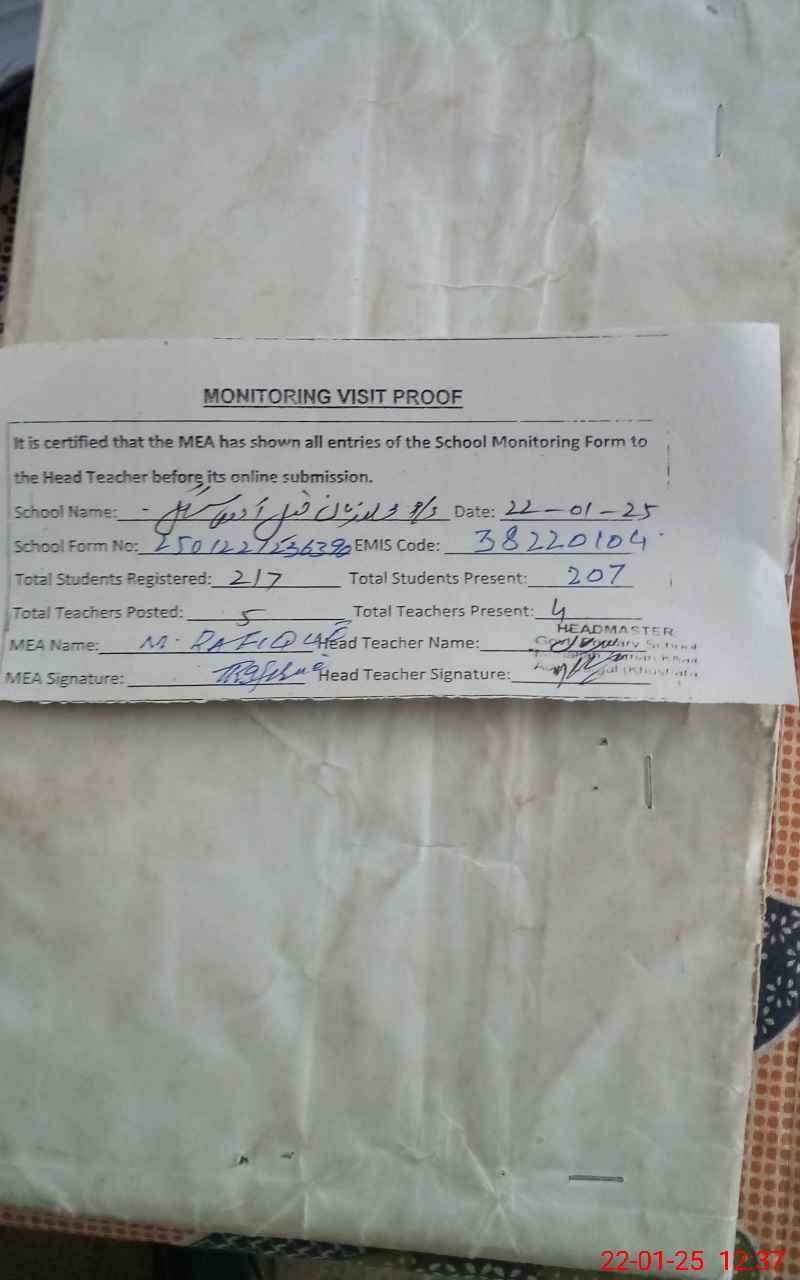 MONITORING VISIT PROOF
It is certified that the MEA has shown all entries of the School Monitoring Form to
the Head Teacher before its online submission.
School Name: Date: 22-01-25
School Form No: EMIS Code: 38220104
Total Students Registered: 217 Total Students Present: 207
Total Teachers Posted: 5 Total Teachers Present: 4
HEADMASTER
MEA Name: M. RAFIQUE Head Teacher Name: School
MEA Signature: Head Teacher Signature:
22-01-25 12:37